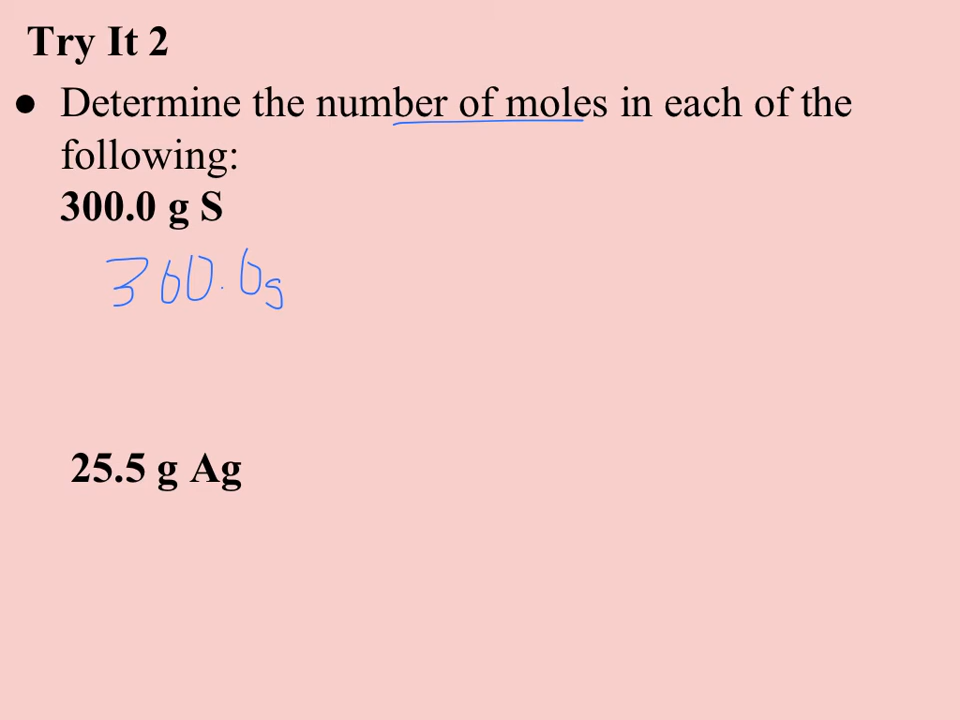 Try It 2
● Determine the number of moles in each of the
following:
300.0 g S
300.0g
25.5 g Ag